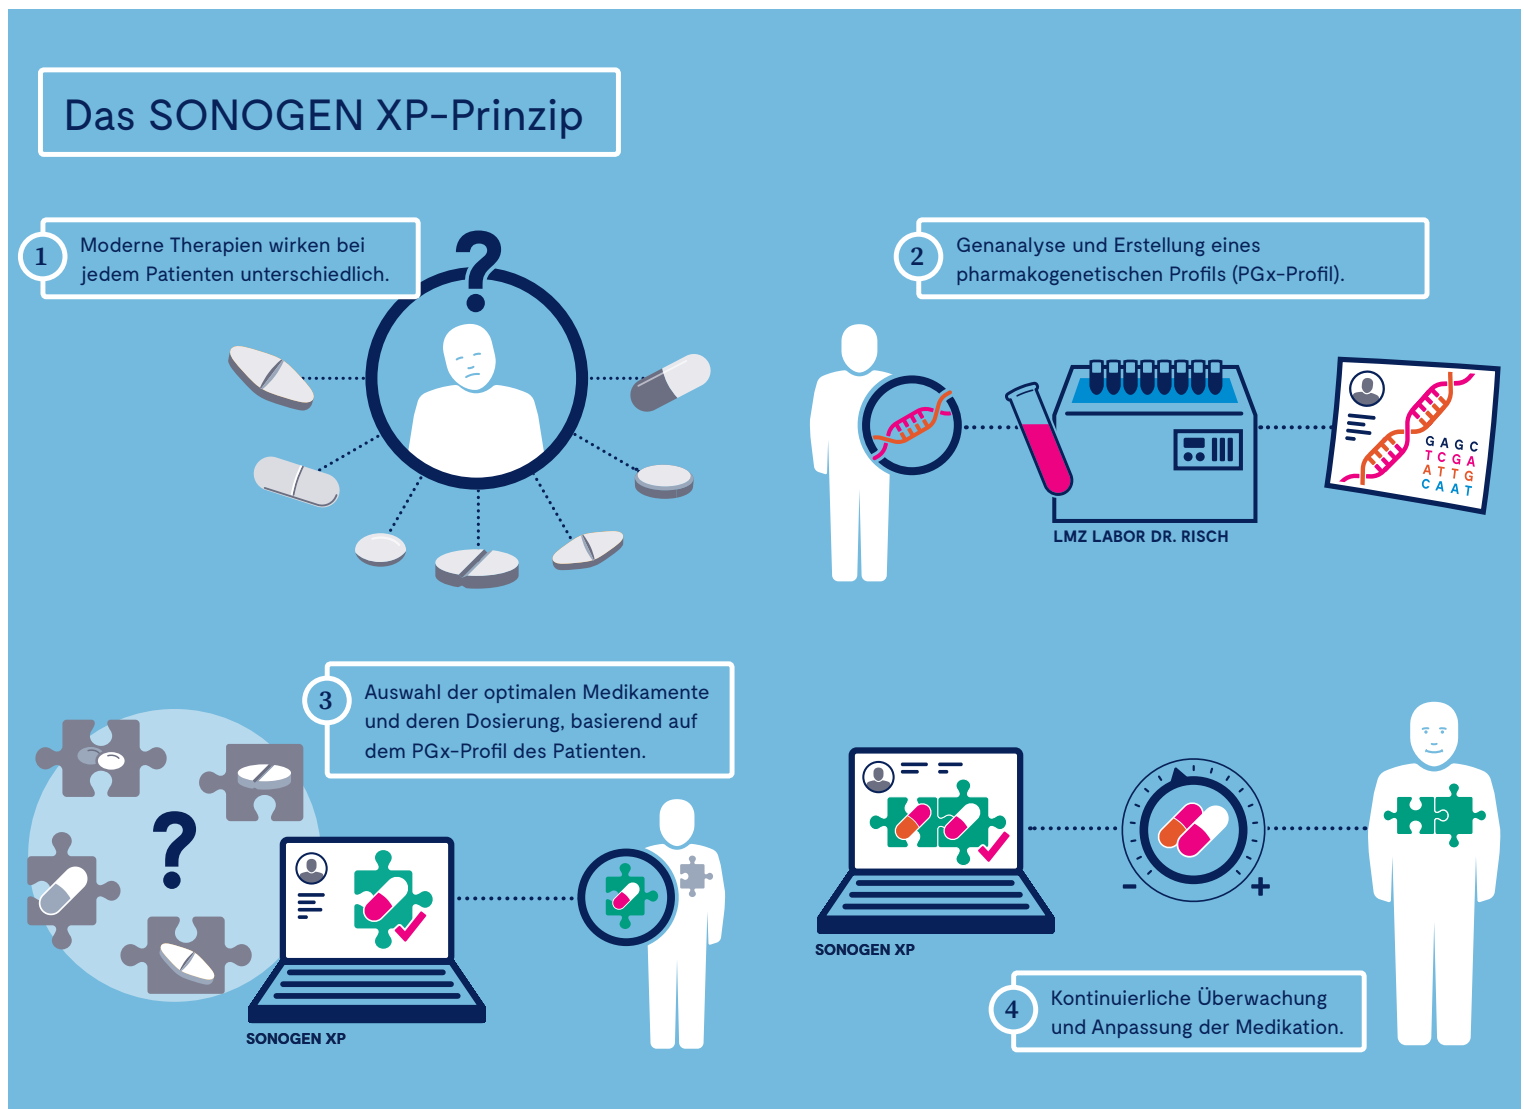 Das SONOGEN XP-Prinzip
1
Moderne Therapien wirken bei
jedem Patienten unterschiedlich.
?
2
Genanalyse und Erstellung eines
pharmakogenetischen Profils (PGx-Profil).
GAGC
TCGA
ATTG
CAAT
LMZ LABOR DR. RISCH
3
Auswahl der optimalen Medikamente
und deren Dosierung, basierend auf
dem PGx-Profil des Patienten.
?
SONOGEN XP
SONOGEN XP
- +
4
Kontinuierliche Überwachung
und Anpassung der Medikation.